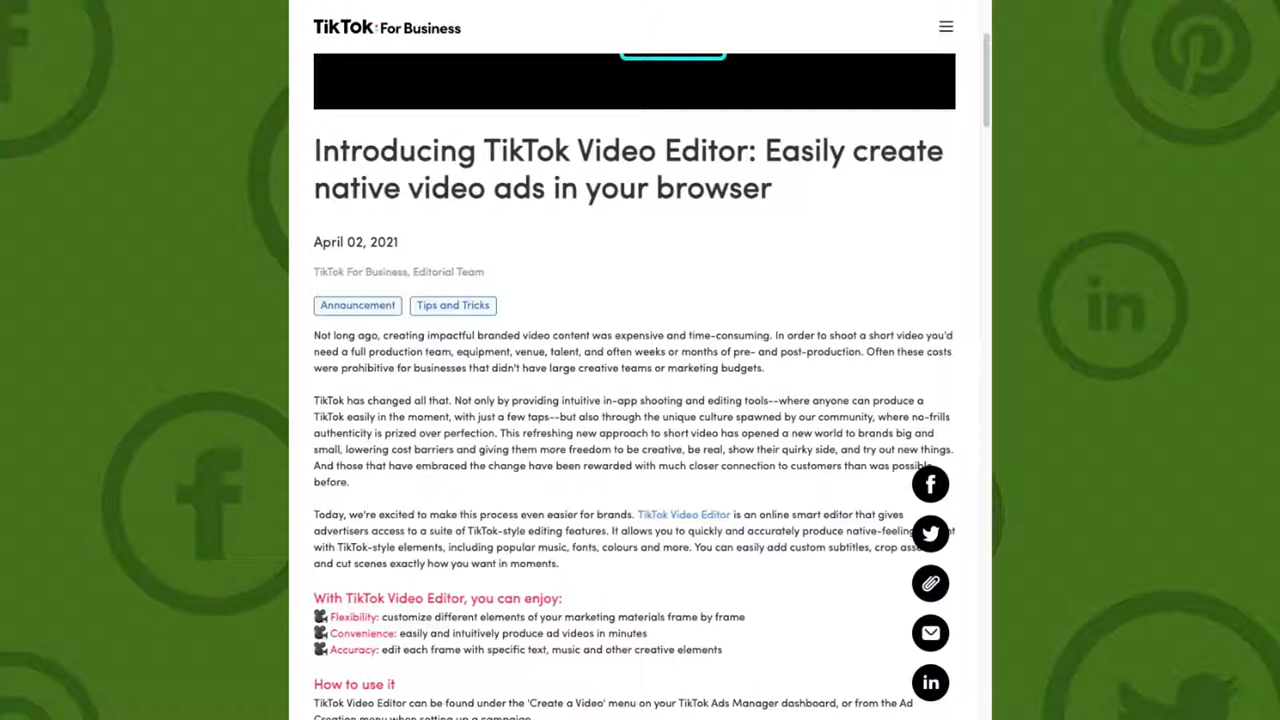 TikTok: For Business
Introducing TikTok Video Editor: Easily create
native video ads in your browser
April 02, 2021
TikTok For Business, Editorial Team
Announcement Tips and Tricks
Not long ago, creating impactful branded video content was expensive and time-consuming. In order to shoot a short video you'd
need a full production team, equipment, venue, talent, and often weeks or months of pre- and post-production. Often these costs
were prohibitive for businesses that didn't have large creative teams or marketing budgets.
TikTok has changed all that. Not only by providing intuitive in-app shooting and editing tools--where anyone can produce a
TikTok easily in the moment, with just a few taps--but also through the unique culture spawned by our community, where no-frills
authenticity is prized over perfection. This refreshing new approach to short video has opened a new world to brands big and
small, lowering cost barriers and giving them more freedom to be creative, be real, show their quirky side, and try out new things.
And those that have embraced the change have been rewarded with much closer connection to customers than was possible
before.
Today, we're excited to make this process even easier for brands. TikTok Video Editor is an online smart editor that gives
advertisers access to a suite of TikTok-style editing features. It allows you to quickly and accurately produce native-feeling
with TikTok-style elements, including popular music, fonts, colours and more. You can easily add custom subtitles, crop
and cut scenes exactly how you want in moments.
With TikTok Video Editor, you can enjoy:
Flexibility: customize different elements of your marketing materials frame by frame
Convenience: easily and intuitively produce ad videos in minutes
Accuracy: edit each frame with specific text, music and other creative elements
How to use it
TikTok Video Editor can be found under the 'Create a Video' menu on your TikTok Ads Manager dashboard, or from the Ad
Creation menu when setting up a campaign